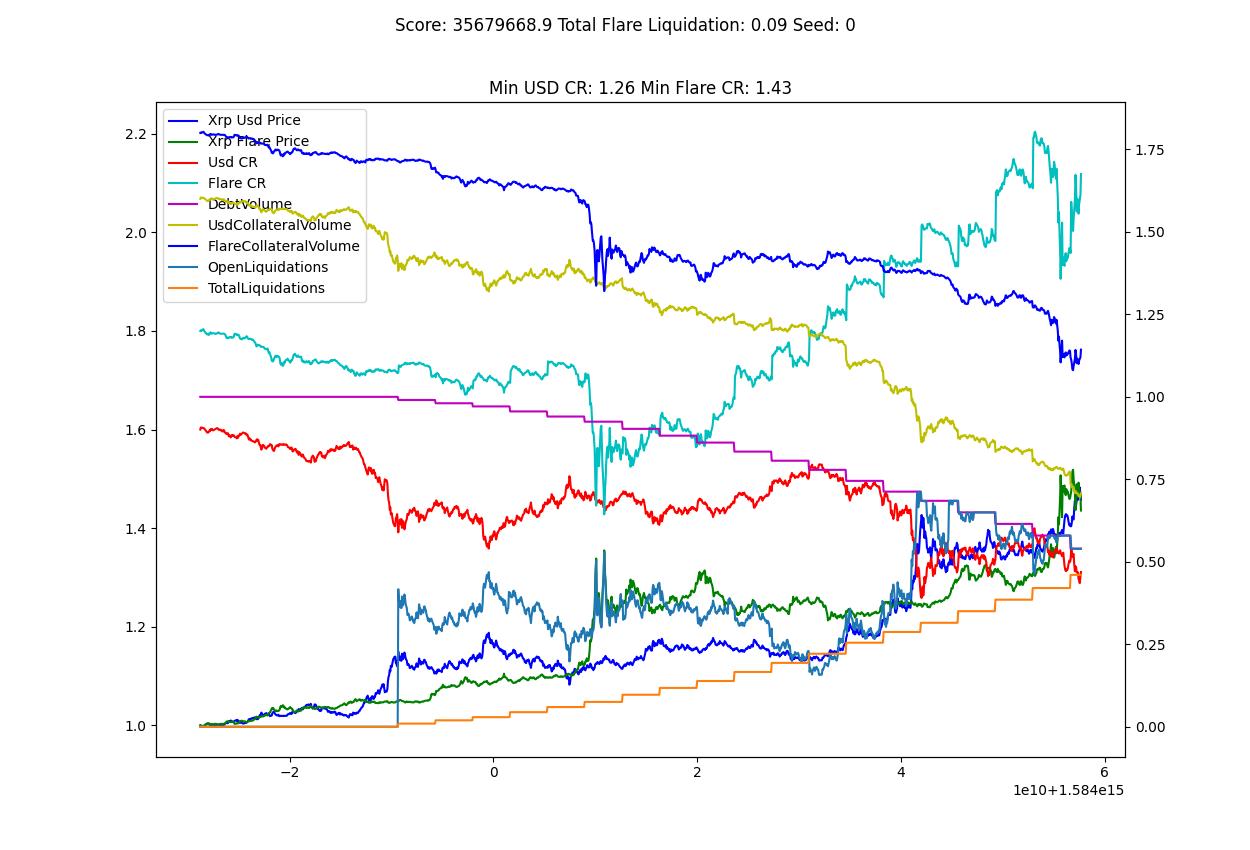 Score: 35679668.9 Total Flare Liquidation: 0.09 Seed: 0
Min USD CR: 1.26 Min Flare CR: 1.43
Xrp Usd Price
Xrp Flare Price
Usd CR
Flare CR
DebtVolume
UsdCollateralVolume
FlareCollateralVolume
OpenLiquidations
TotalLiquidations
2.2
2.0
1.8
1.6
1.4
1.2
1.0
1.75
1.50
1.25
1.00
0.75
0.50
0.25
0.00
−2
0
2
4
6
1e10+1.584e15